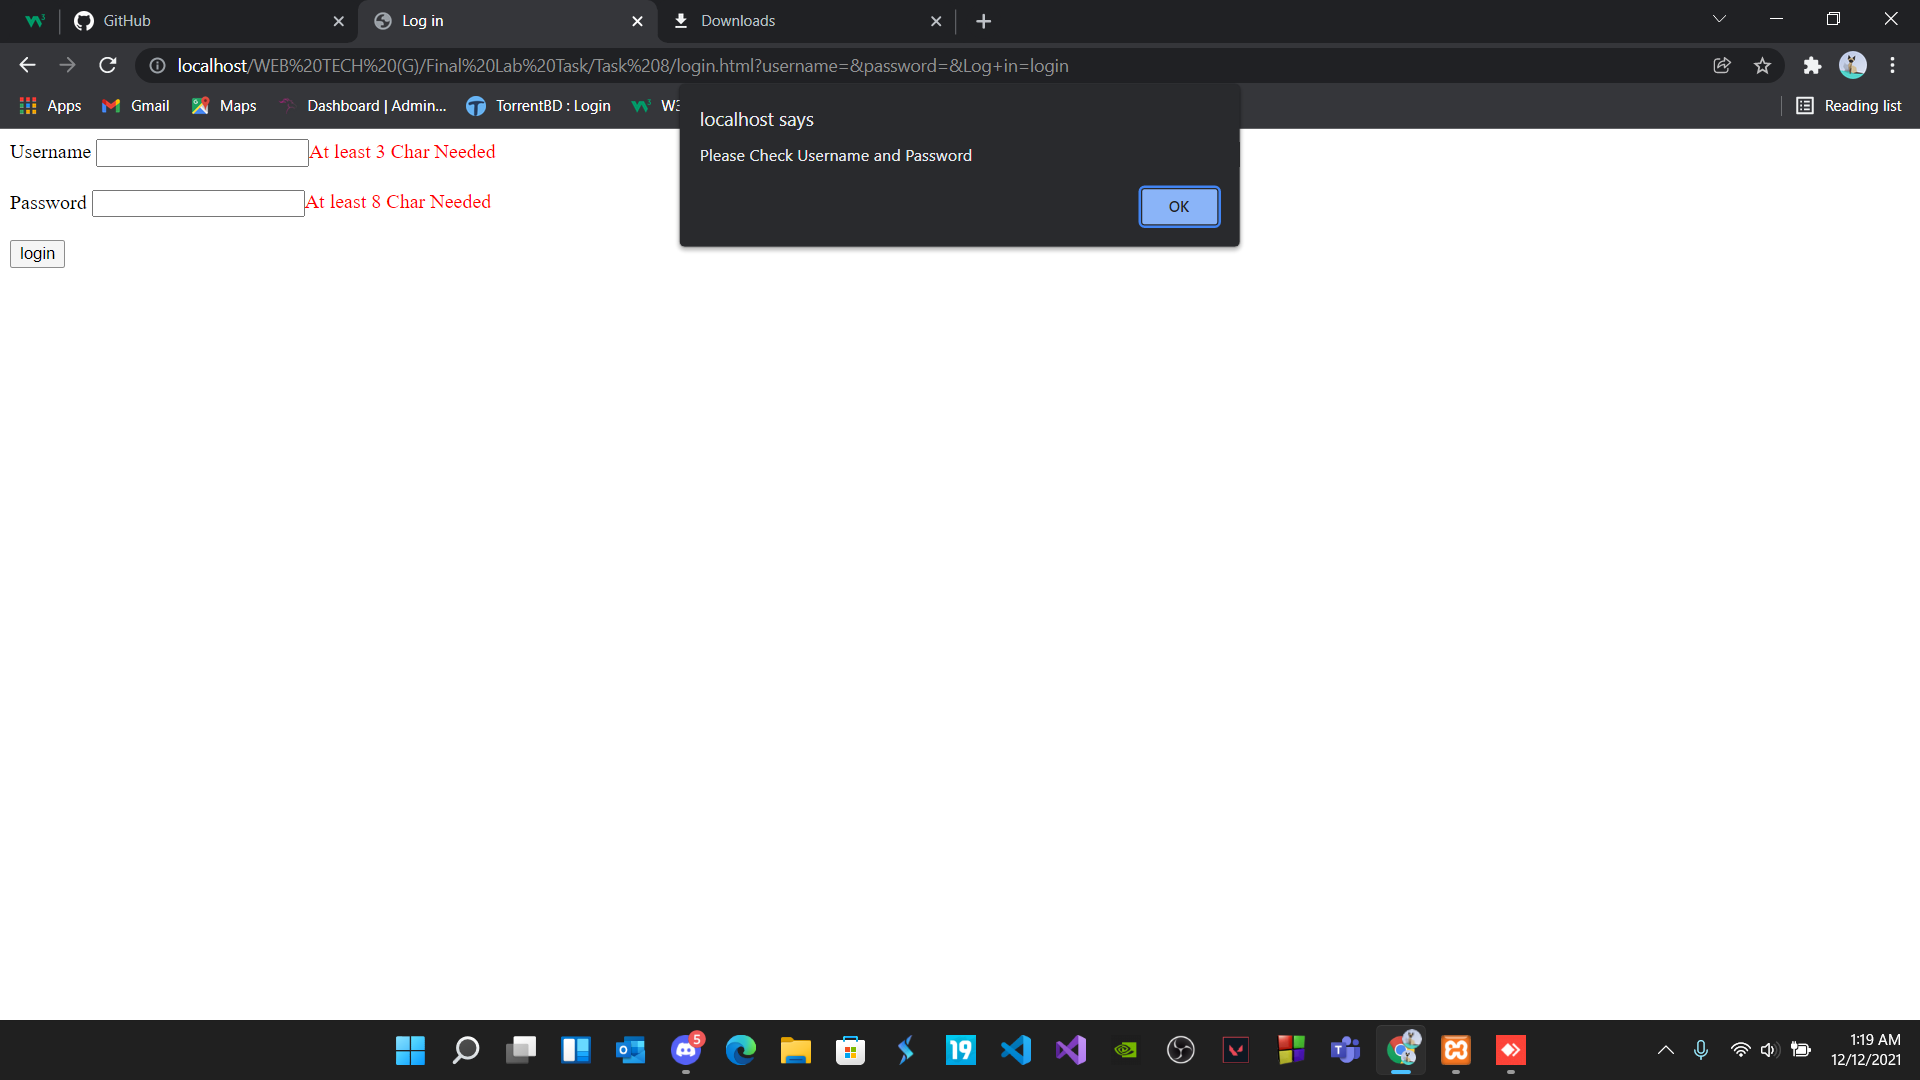 GitHub
Log in
Downloads
localhost/WEB%20TECH%20(G)/Final%20Lab%20Task/Task%208/login.html?username=&password=&Log+in=login
Apps
Gmail
Maps
Dashboard | Admin...
TorrentBD : Login
W3
Reading list
localhost says
Please Check Username and Password
OK
Username
At least 3 Char Needed
Password
At least 8 Char Needed
login
5
19
1:19 AM
12/12/2021